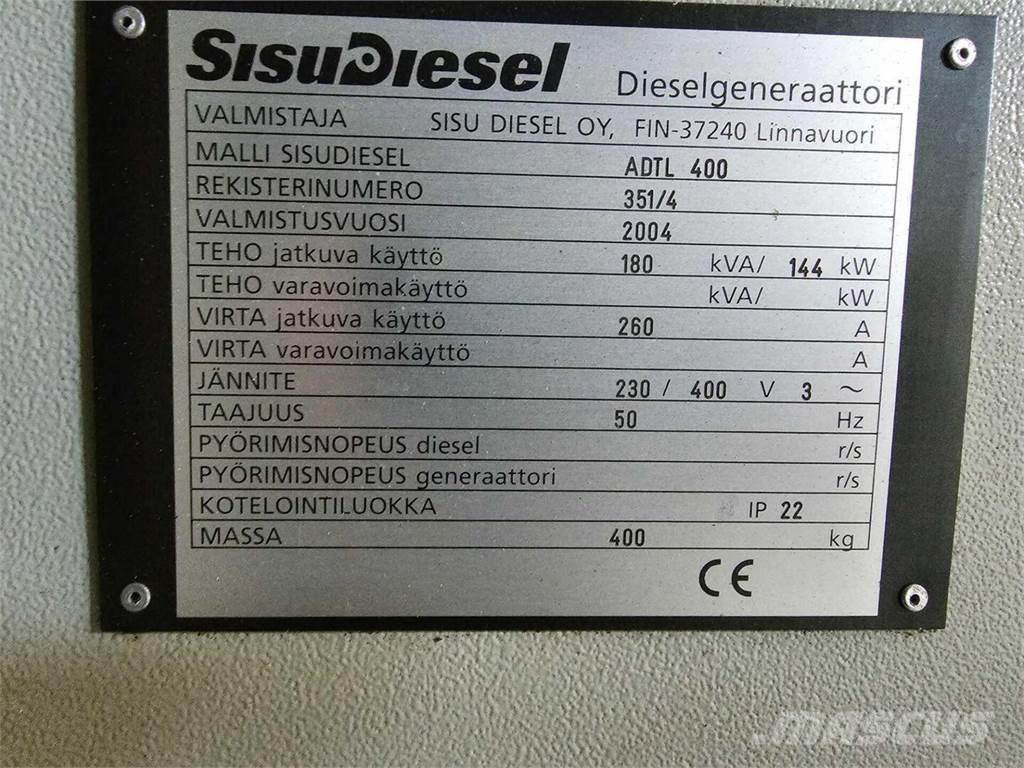 SISUDIESEL Dieselgeneraattori
VALMISTAJA SISU DIESEL OY, FIN-37240 Linnavuori
MALLI SISUDIESEL ADTL 400
REKISTERINUMERO 351/4
VALMISTUSVUOSI 2004
TEHO jatkuva käyttö 180 kVA/ 144 kW
TEHO varavoimakäyttö kVA/ kW
VIRTA jatkuva käyttö 260 A
VIRTA varavoimakäyttö A
JÄNNITE 230 / 400 V 3 ~
TAAJUUS 50 Hz
PYÖRIMISNOPEUS diesel r/s
PYÖRIMISNOPEUS generaattori r/s
KOTELOINTILUOKKA IP 22
MASSA 400 kg
CE
mascus